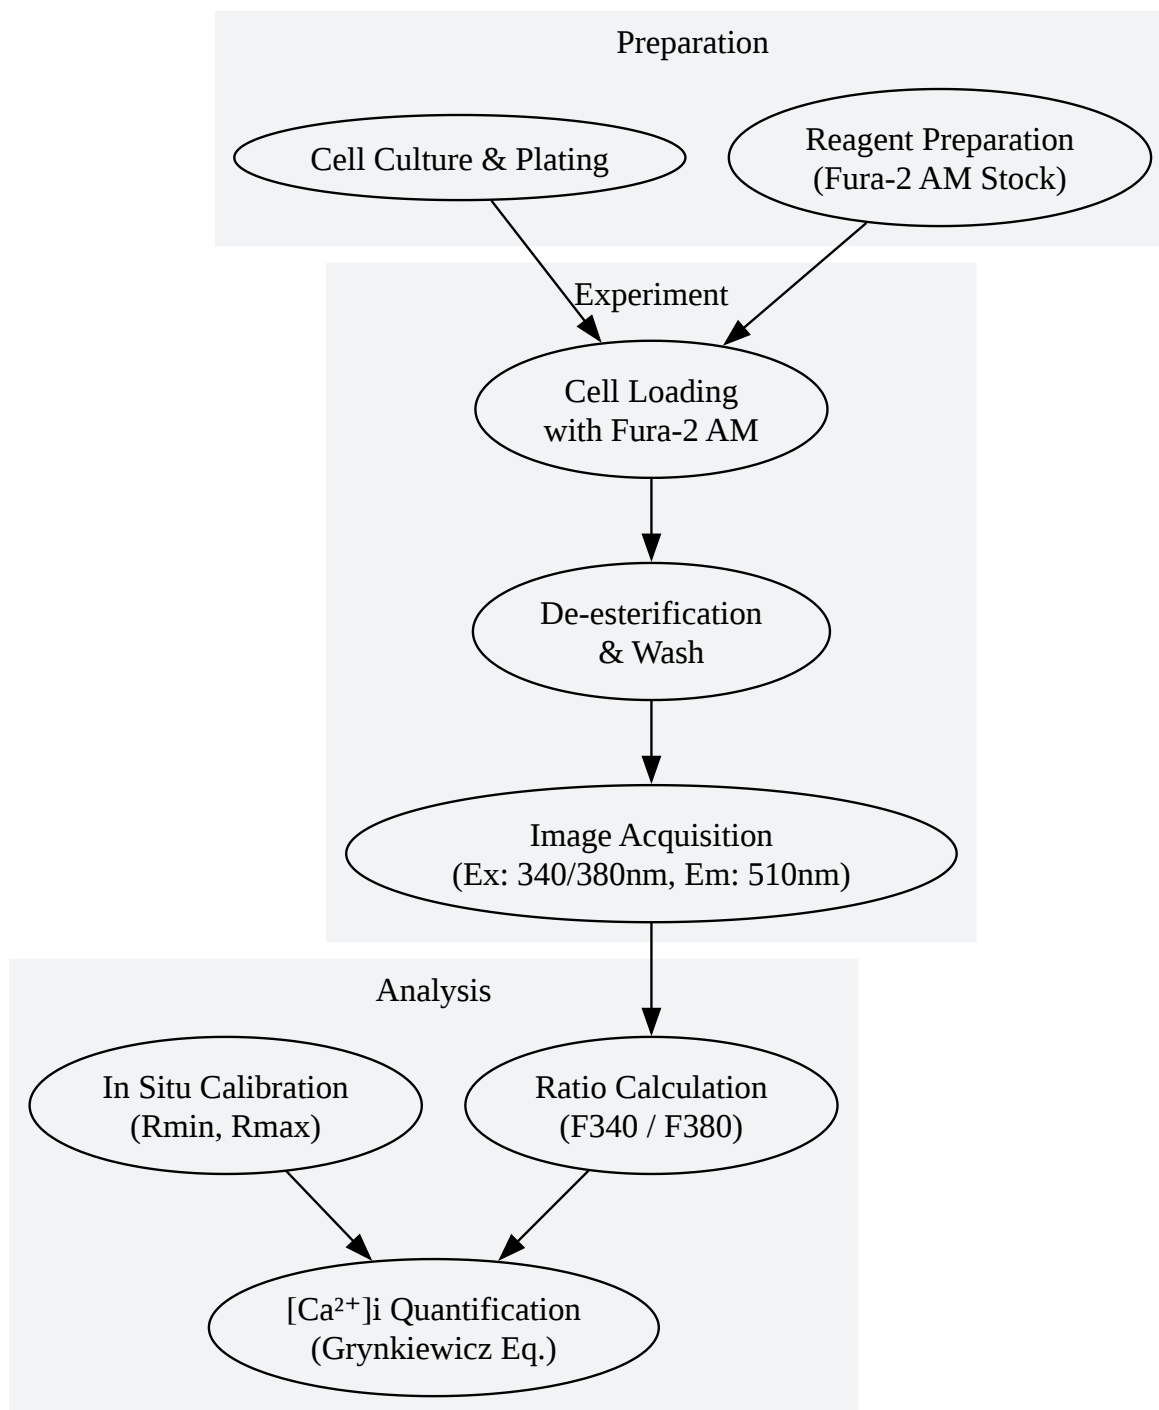 Preparation
Cell Culture & Plating
Reagent Preparation
(Fura-2 AM Stock)
Experiment
Cell Loading
with Fura-2 AM
De-esterification
& Wash
Image Acquisition
(Ex: 340/380nm, Em: 510nm)
Analysis
In Situ Calibration
(Rmin, Rmax)
Ratio Calculation
(F340 / F380)
[Ca²⁺]i Quantification
(Grynkiewicz Eq.)